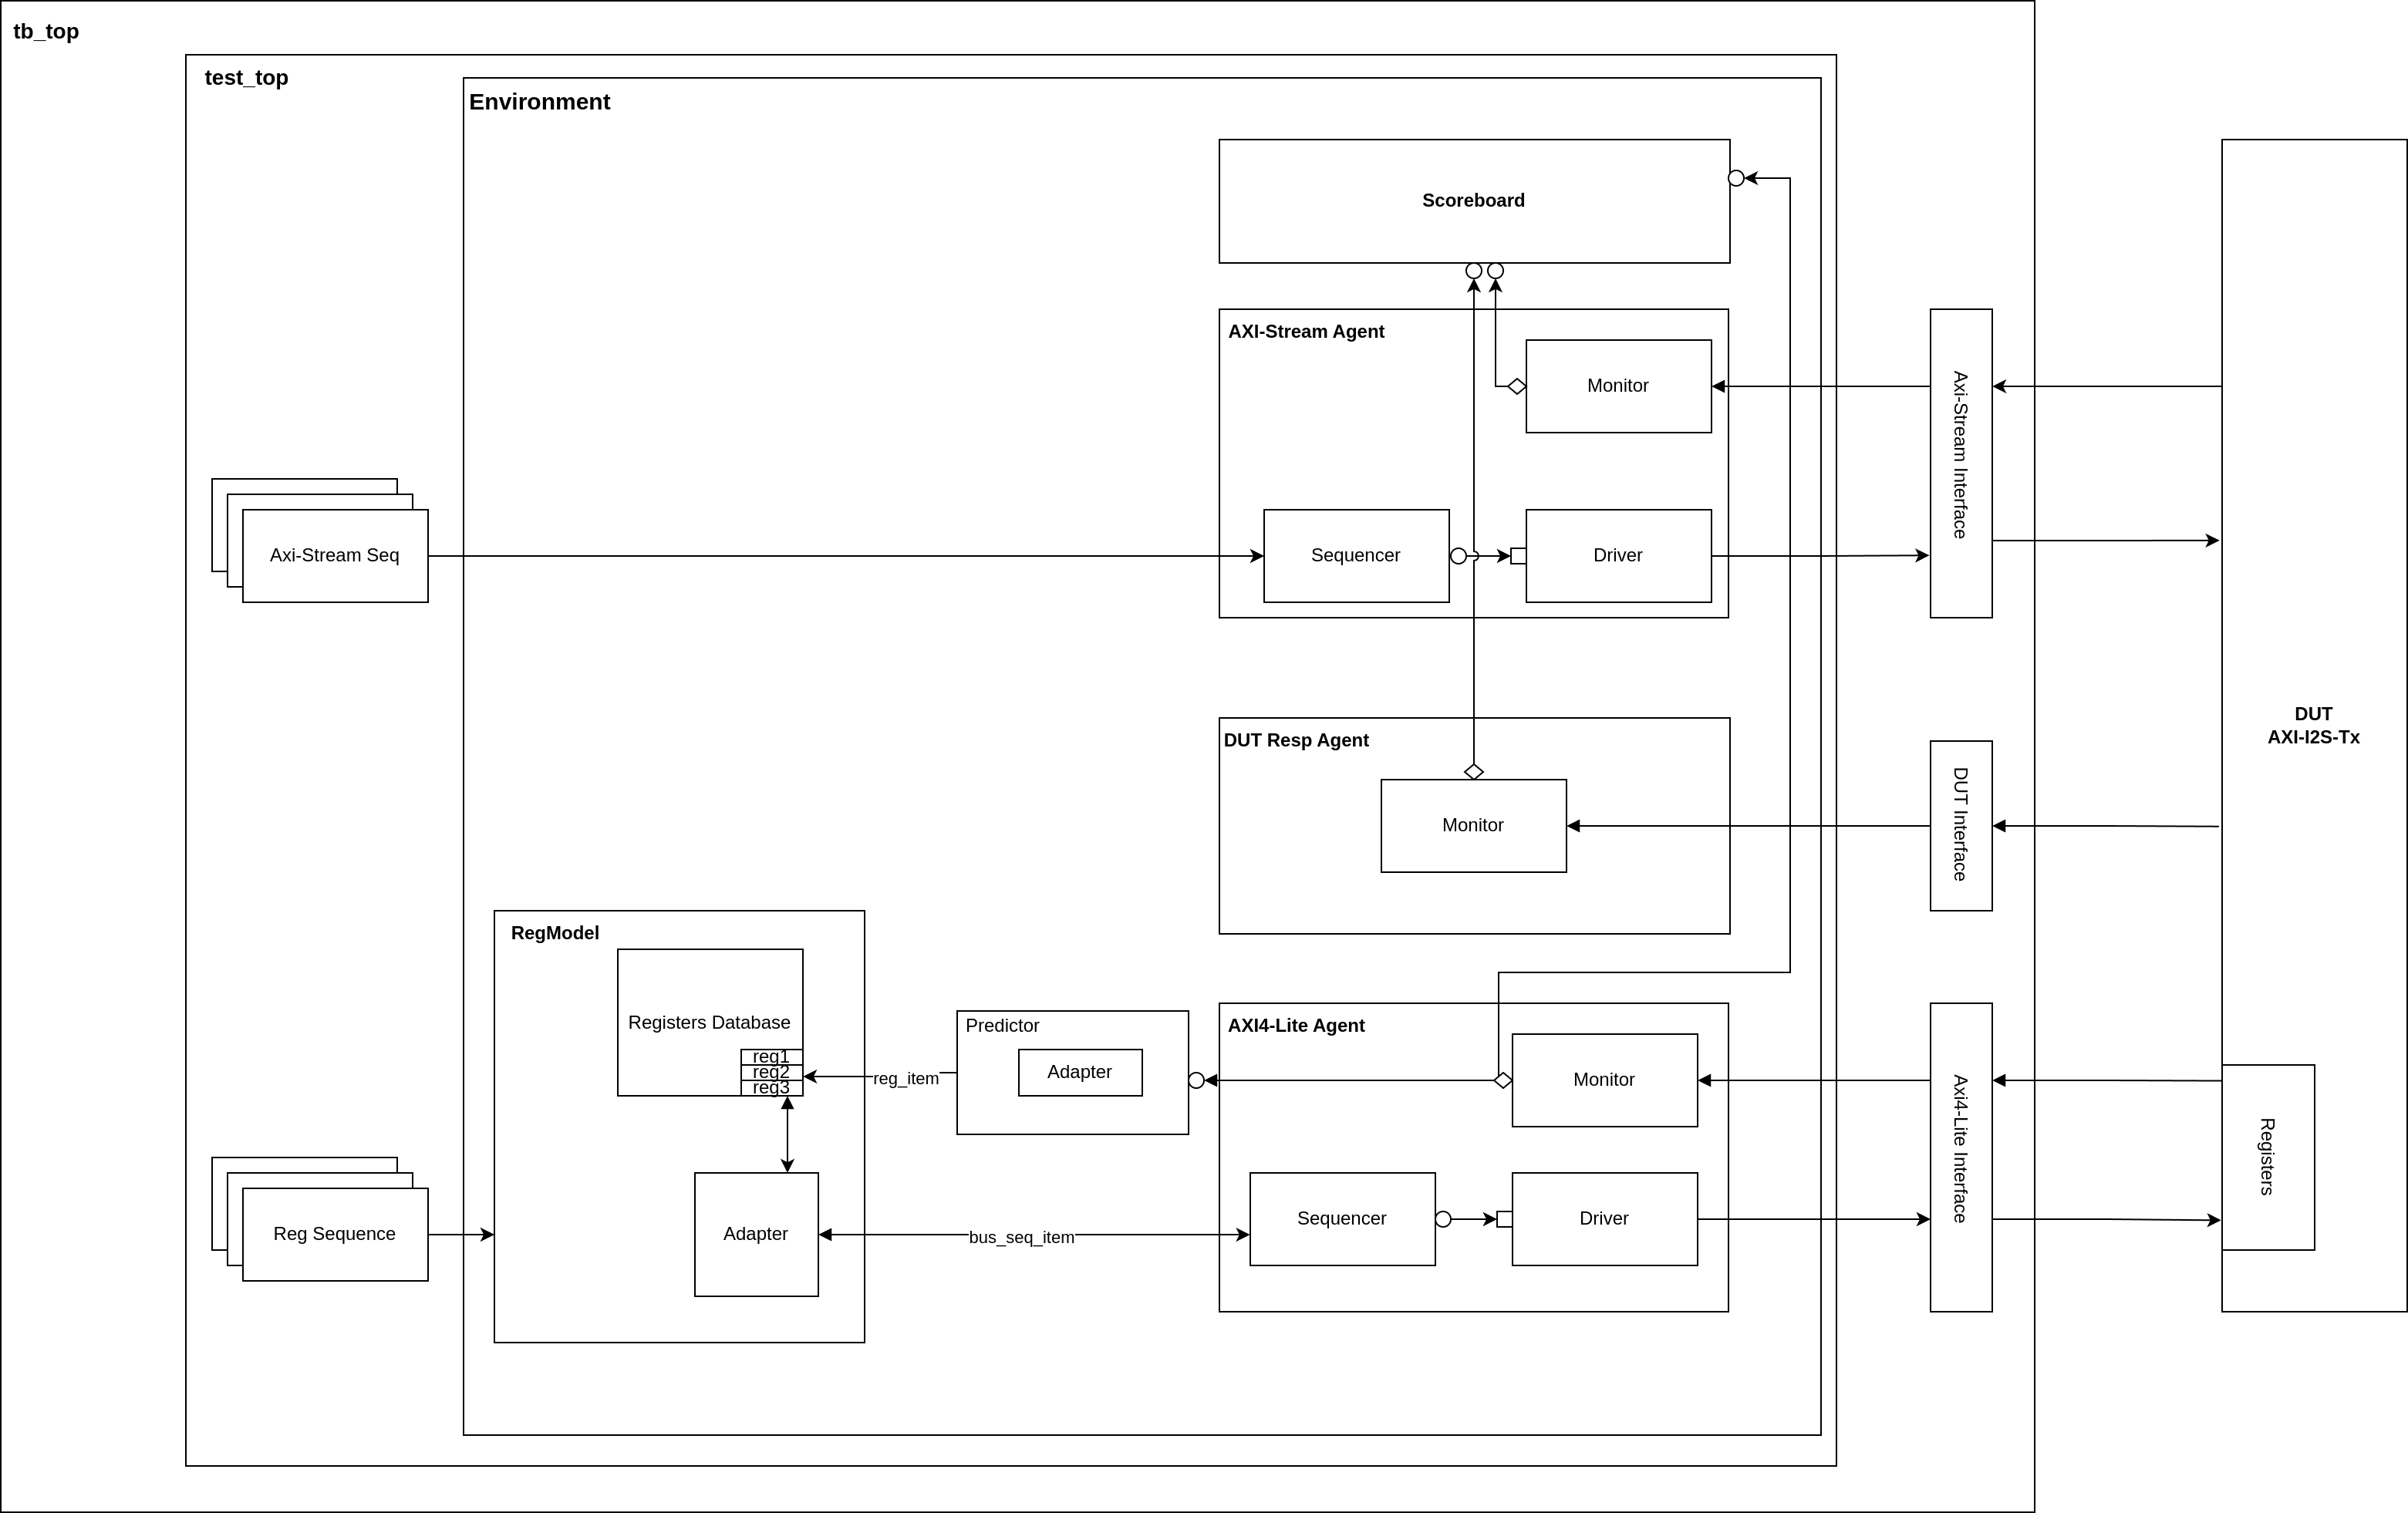 tb_top
test_top
Environment
Scoreboard
AXI-Stream Agent
Monitor
Axi-Stream Interface
Axi-Stream Seq
Sequencer
Driver
DUT
AXI-I2S-Tx
DUT Resp Agent
Monitor
DUT Interface
RegModel
Registers Database
reg1
reg2
reg3
reg_item
Predictor
Adapter
AXI4-Lite Agent
Monitor
Axi4-Lite Interface
Registers
Reg Sequence
Adapter
bus_seq_item
Sequencer
Driver